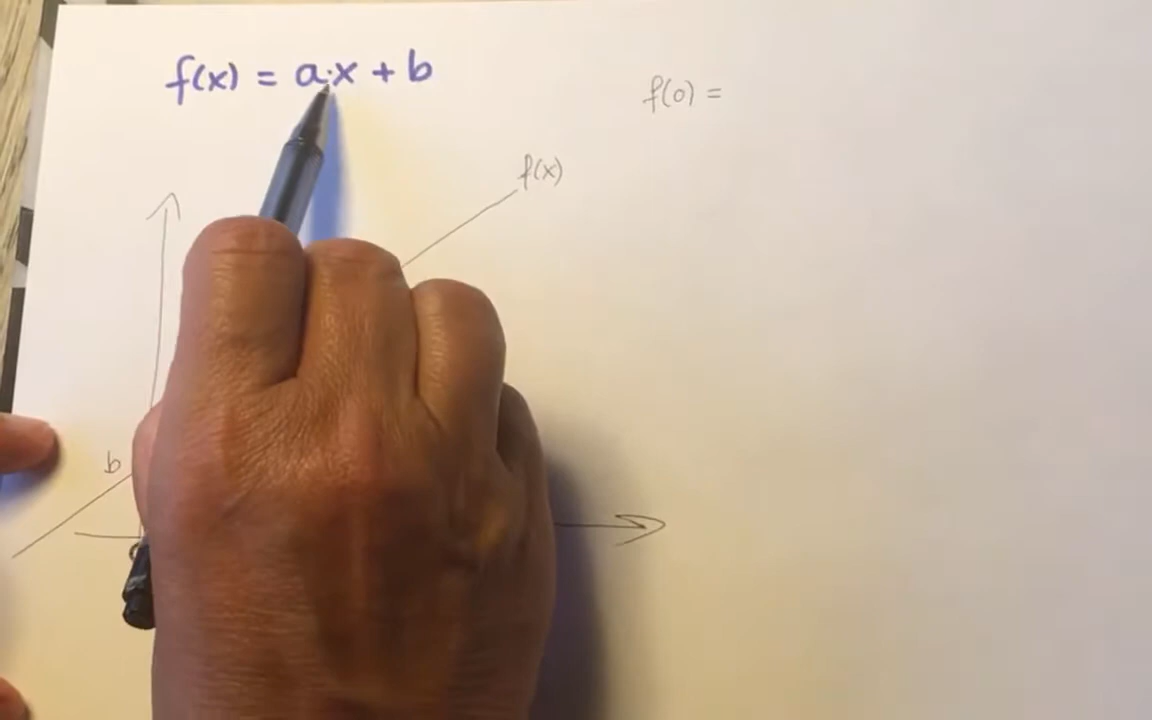 f(x) = a·x + b
f(0) =
f(x)
b